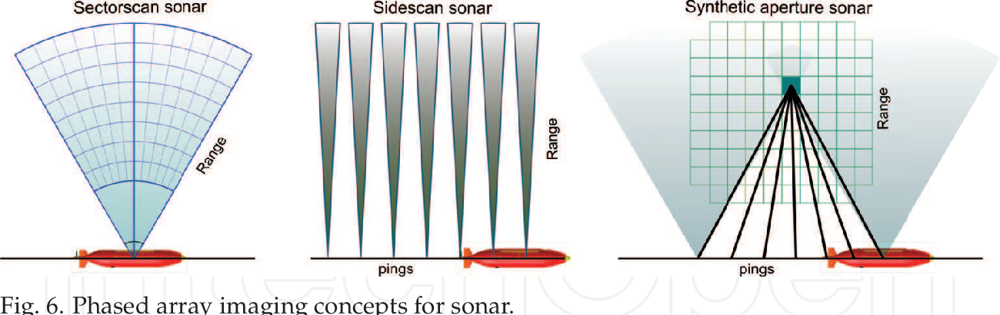 Sectorscan sonar
Range
Sidescan sonar
Range
pings
Synthetic aperture sonar
Range
pings
Fig. 6. Phased array imaging concepts for sonar.